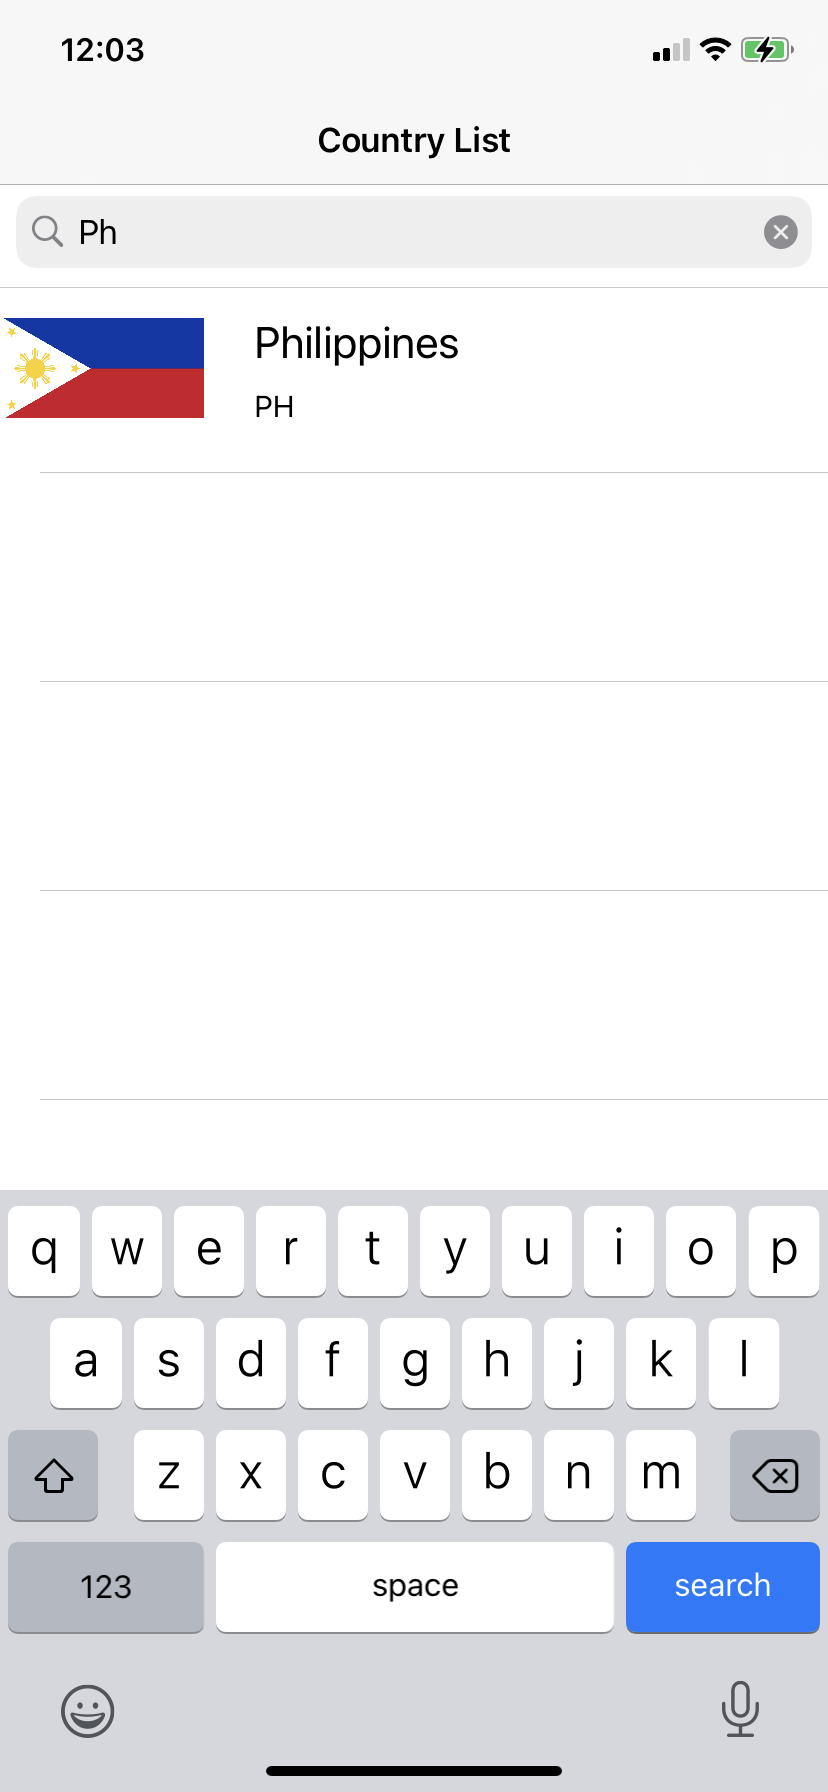 12:03
Country List
Ph
Philippines
PH
q w e r t y u i o p
a s d f g h j k l
z x c v b n m
123 space search